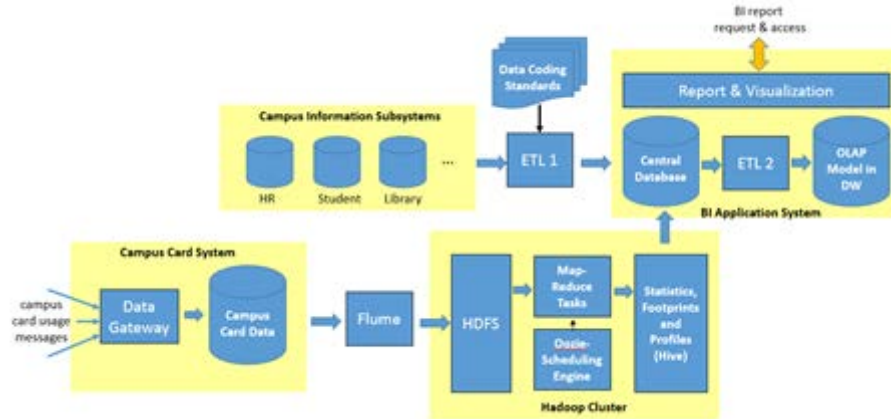 BI report
request & access
Data Coding
Standards
Report & Visualization
Campus Information Subsystems
HR
Student
Library
...
ETL 1
Central
Database
ETL 2
OLAP
Model in
DW
BI Application System
Campus Card System
campus
card usage
messages
Data
Gateway
Campus
Card Data
Flume
HDFS
Map-
Reduce
Tasks
Oozie-
Scheduling
Engine
Statistics,
Footprints
and
Profiles
(Hive)
Hadoop Cluster